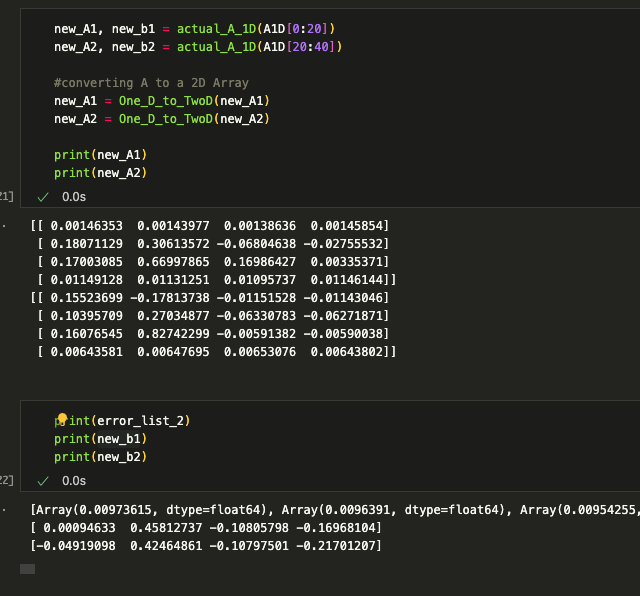 new_A1, new_b1 = actual_A_1D(A1D[0:20])
new_A2, new_b2 = actual_A_1D(A1D[20:40])
#converting A to a 2D Array
new_A1 = One_D_to_TwoD(new_A1)
new_A2 = One_D_to_TwoD(new_A2)
print(new_A1)
print(new_A2)
21] 0.0s
[[ 0.00146353  0.00143977  0.00138636  0.00145854]
 [ 0.18071129  0.30613572 -0.06804638 -0.02755532]
 [ 0.17003085  0.66997865  0.16986427  0.00335371]
 [ 0.01149128  0.01131251  0.01095737  0.01146144]]
[[ 0.15523699 -0.17813738 -0.01151528 -0.01143046]
 [ 0.10395709  0.27034877 -0.06330783 -0.06271871]
 [ 0.16076545  0.82742299 -0.00591382 -0.00590038]
 [ 0.00643581  0.00647695  0.00653076  0.00643802]]
print(error_list_2)
print(new_b1)
print(new_b2)
22] 0.0s
[Array(0.00973615, dtype=float64), Array(0.0096391, dtype=float64), Array(0.00954255,
[ 0.00094633  0.45812737 -0.10805798 -0.16968104]
[-0.04919098  0.42464861 -0.10797501 -0.21701207]